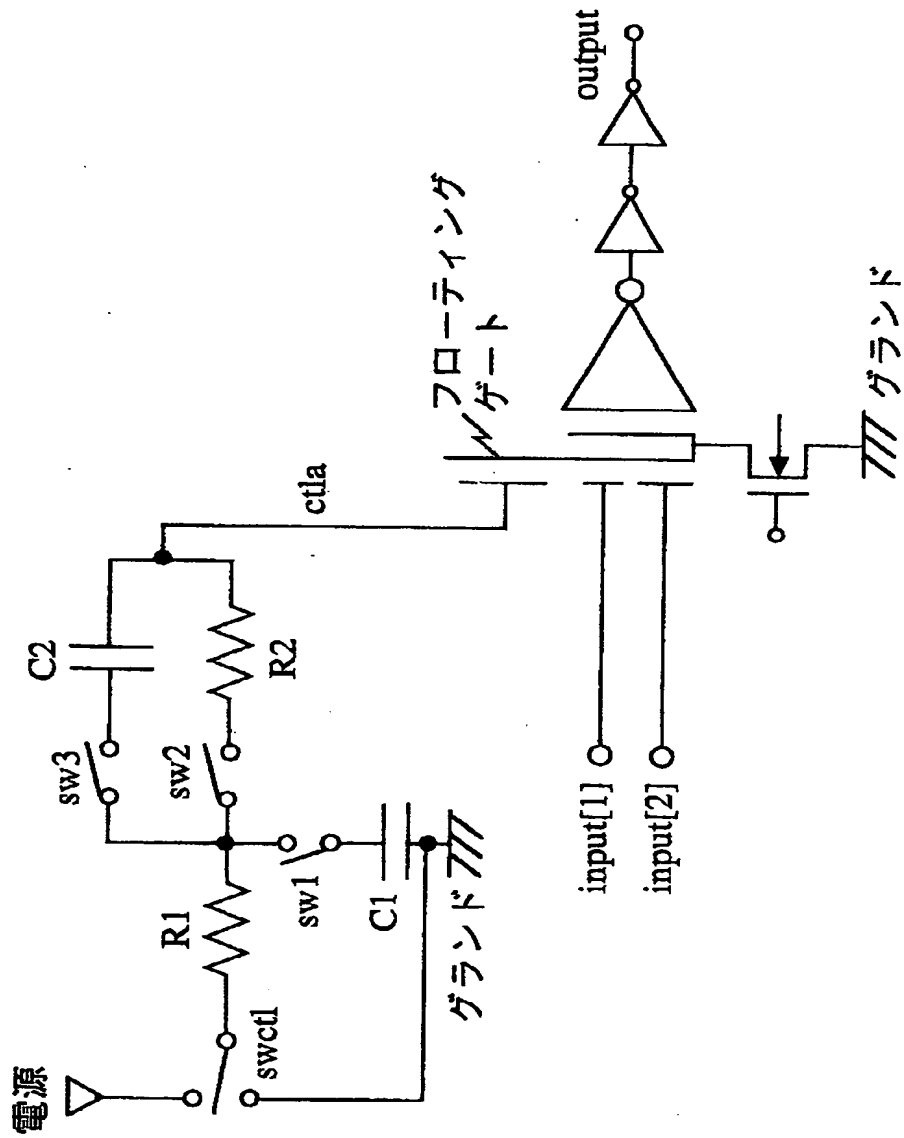 電源
swctl
R1
sw1
C1
グランド
sw3
sw2
C2
R2
ctla
フローティング
ゲート
input[1]
input[2]
output
グランド